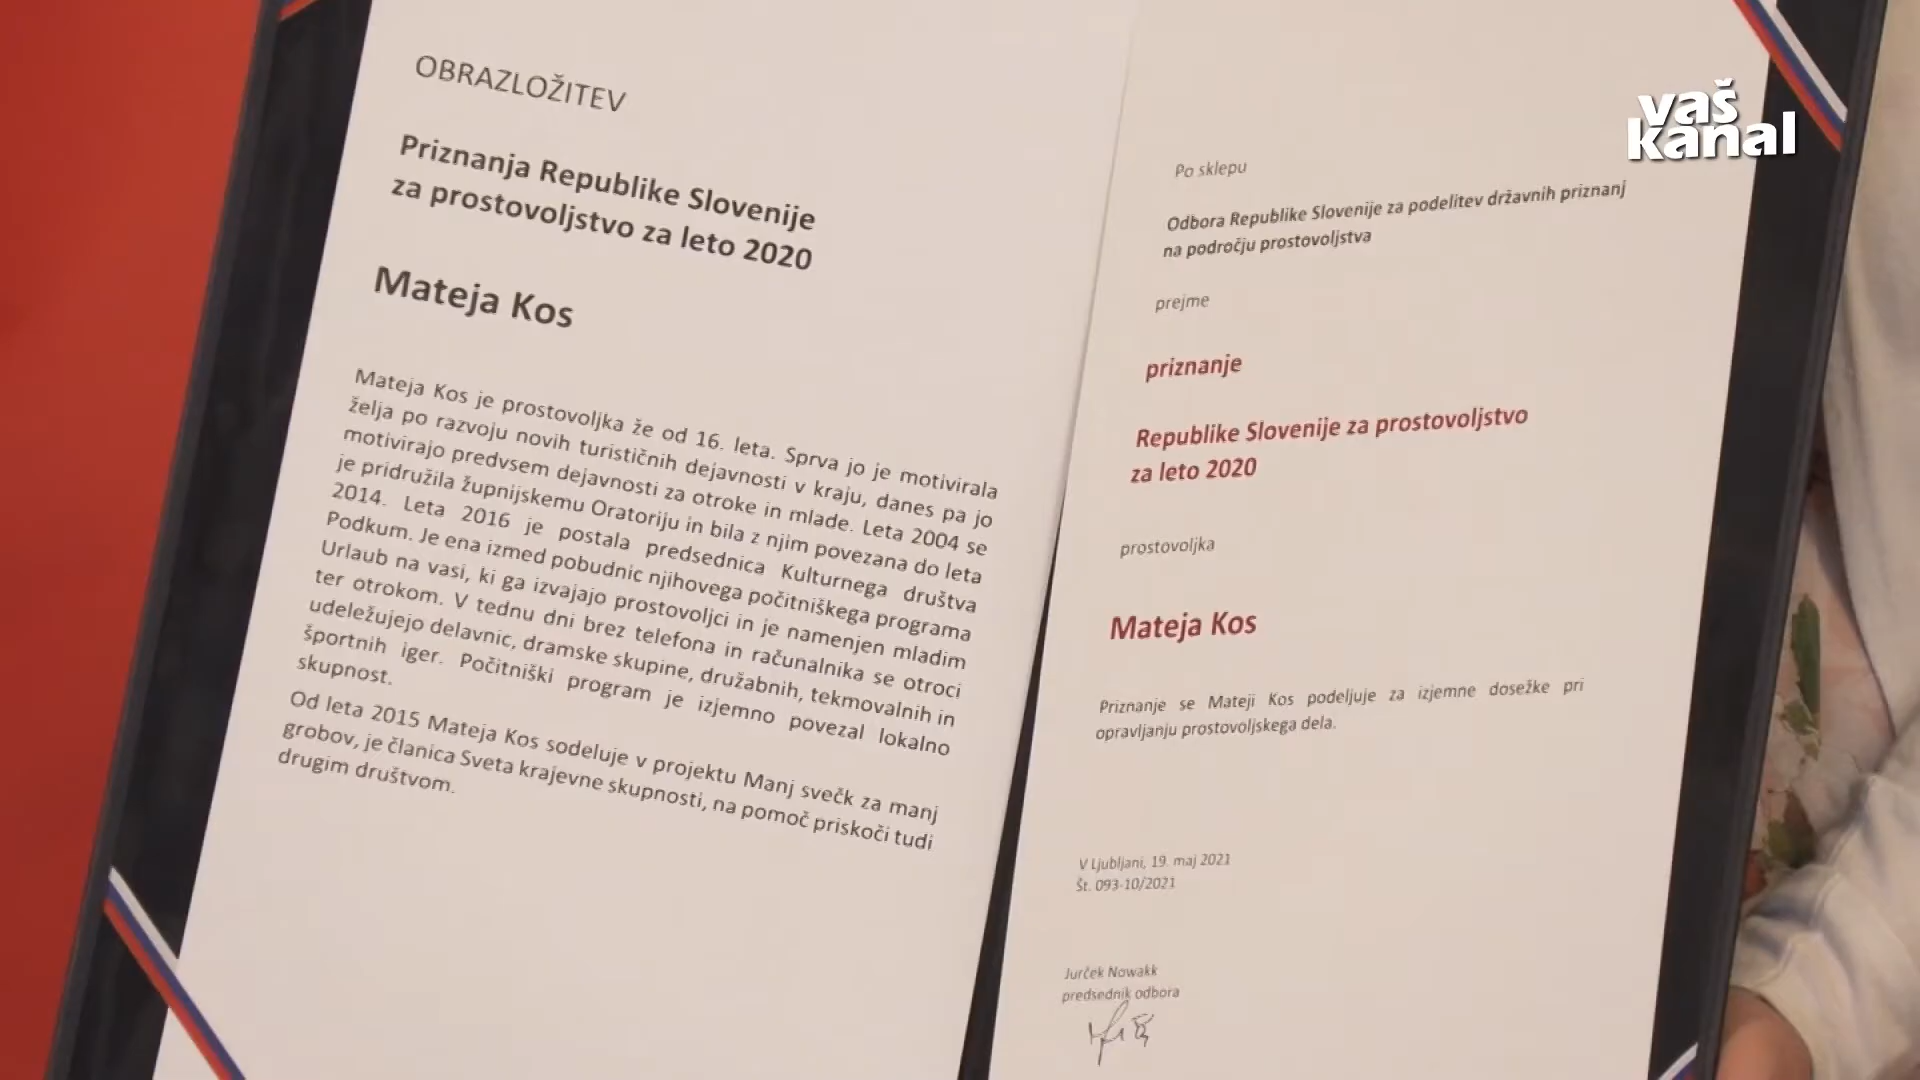 OBRAZLOŽITEV
Priznanja Republike Slovenije
za prostovoljstvo za leto 2020
Mateja Kos
Mateja Kos je prostovoljka že od 16. leta. Sprva jo je motivirala
želja po razvoju novih turističnih dejavnosti v kraju, danes pa jo
motivirajo predvsem dejavnosti za otroke in mlade. Leta 2004 se
je pridružila župnijskemu Oratoriju in bila z njim povezana do leta
2014. Leta 2016 je postala predsednica Kulturnega društva
Podkum. Je ena izmed pobudnic njihovega počitniškega programa
Urlaub na vasi, ki ga izvajajo prostovoljci in je namenjen mladim
ter otrokom. V tednu dni brez telefona in računalnika se otroci
udeležujejo delavnic, dramske skupine, družabnih, tekmovalnih in
športnih iger. Počitniški program je izjemno povezal lokalno
skupnost.
Od leta 2015 Mateja Kos sodeluje v projektu Manj svečk za manj
grobov, je članica Sveta krajevne skupnosti, na pomoč priskoči tudi
drugim društvom.
vaš
kanal
Po sklepu
Odbora Republike Slovenije za podelitev državnih priznanj
na področju prostovoljstva
prejme
priznanje
Republike Slovenije za prostovoljstvo
za leto 2020
prostovoljka
Mateja Kos
Priznanje se Mateji Kos podeljuje za izjemne dosežke pri
opravljanju prostovoljskega dela.
V Ljubljani, 19. maj 2021
Št. 093-10/2021
Jurček Nowakk
predsednik odbora